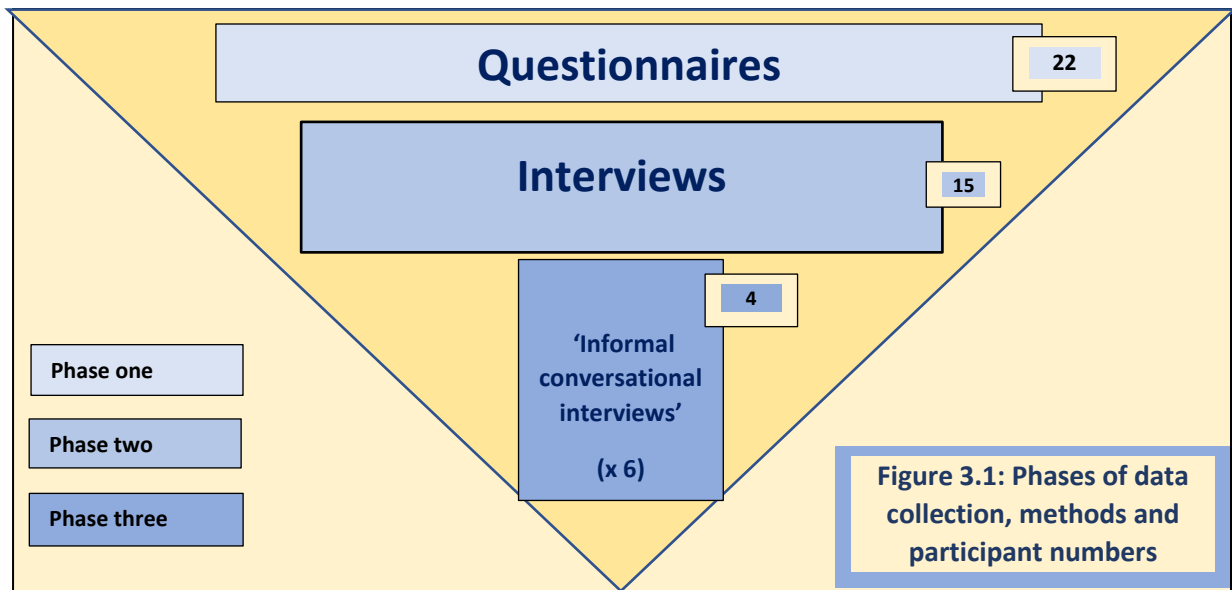 Questionnaires
22
Interviews
15
4
‘Informal
conversational
interviews’
(x 6)
Phase one
Phase two
Phase three
Figure 3.1: Phases of data
collection, methods and
participant numbers